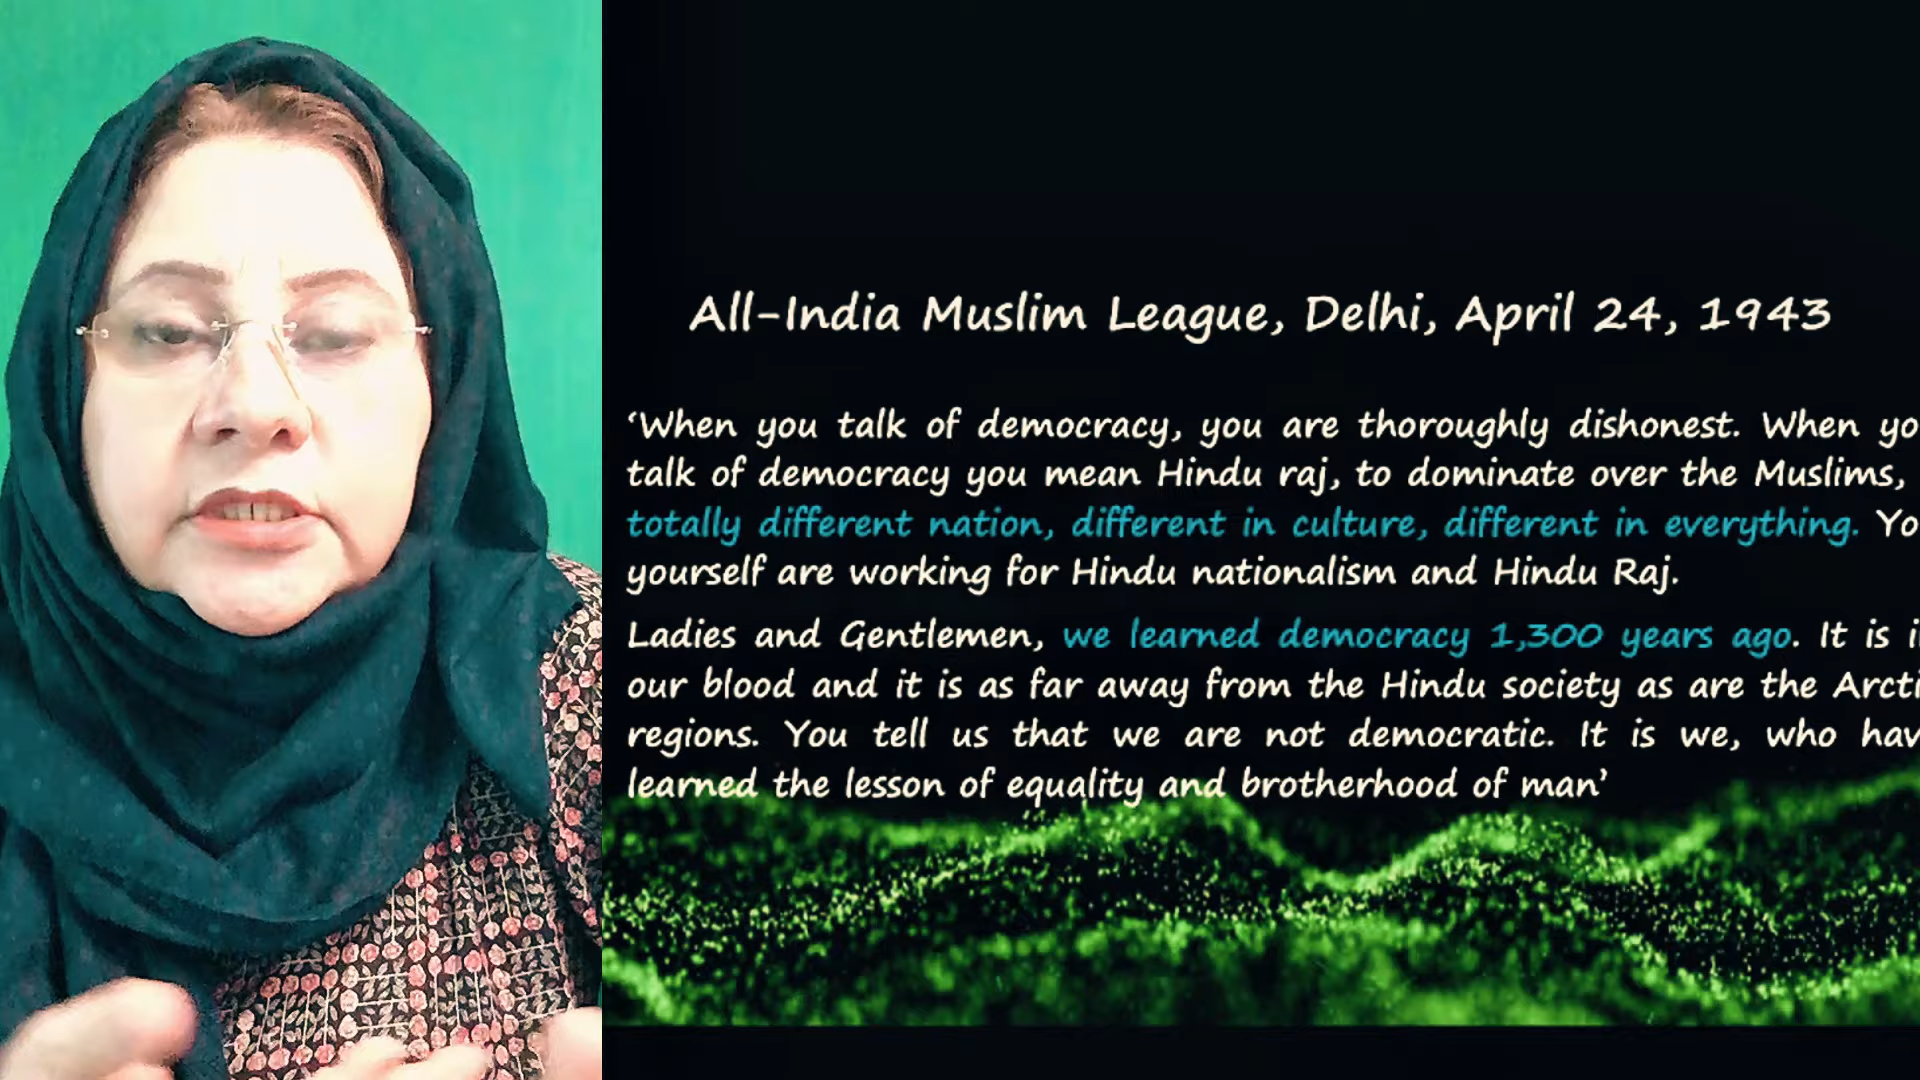 All-India Muslim League, Delhi, April 24, 1943
‘When you talk of democracy, you are thoroughly dishonest. When yo
talk of democracy you mean Hindu raj, to dominate over the Muslims,
totally different nation, different in culture, different in everything. Yo
yourself are working for Hindu nationalism and Hindu Raj.
Ladies and Gentlemen, we learned democracy 1,300 years ago. It is i
our blood and it is as far away from the Hindu society as are the Arcti
regions. You tell us that we are not democratic. It is we, who hav
learned the lesson of equality and brotherhood of man’